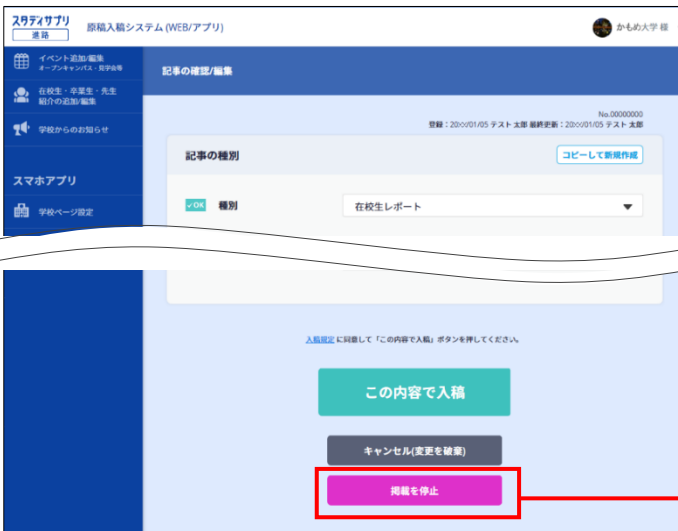 スタディサプリ
進路
原稿入稿システム (WEB/アプリ)
かもめ大学 様
イベント追加/編集
オープンキャンパス・見学会等
在校生・卒業生・先生
紹介の追加/編集
学校からのお知らせ
スマホアプリ
学校ページ設定
記事の確認/編集
No.00000000
登録：20○○/01/05 テスト 太郎 最終更新：20○○/01/05 テスト 太郎
記事の種別
コピーして新規作成
✓OK 種別
在校生レポート
入稿規定 に同意して「この内容で入稿」ボタンを押してください。
この内容で入稿
キャンセル(変更を破棄)
掲載を停止